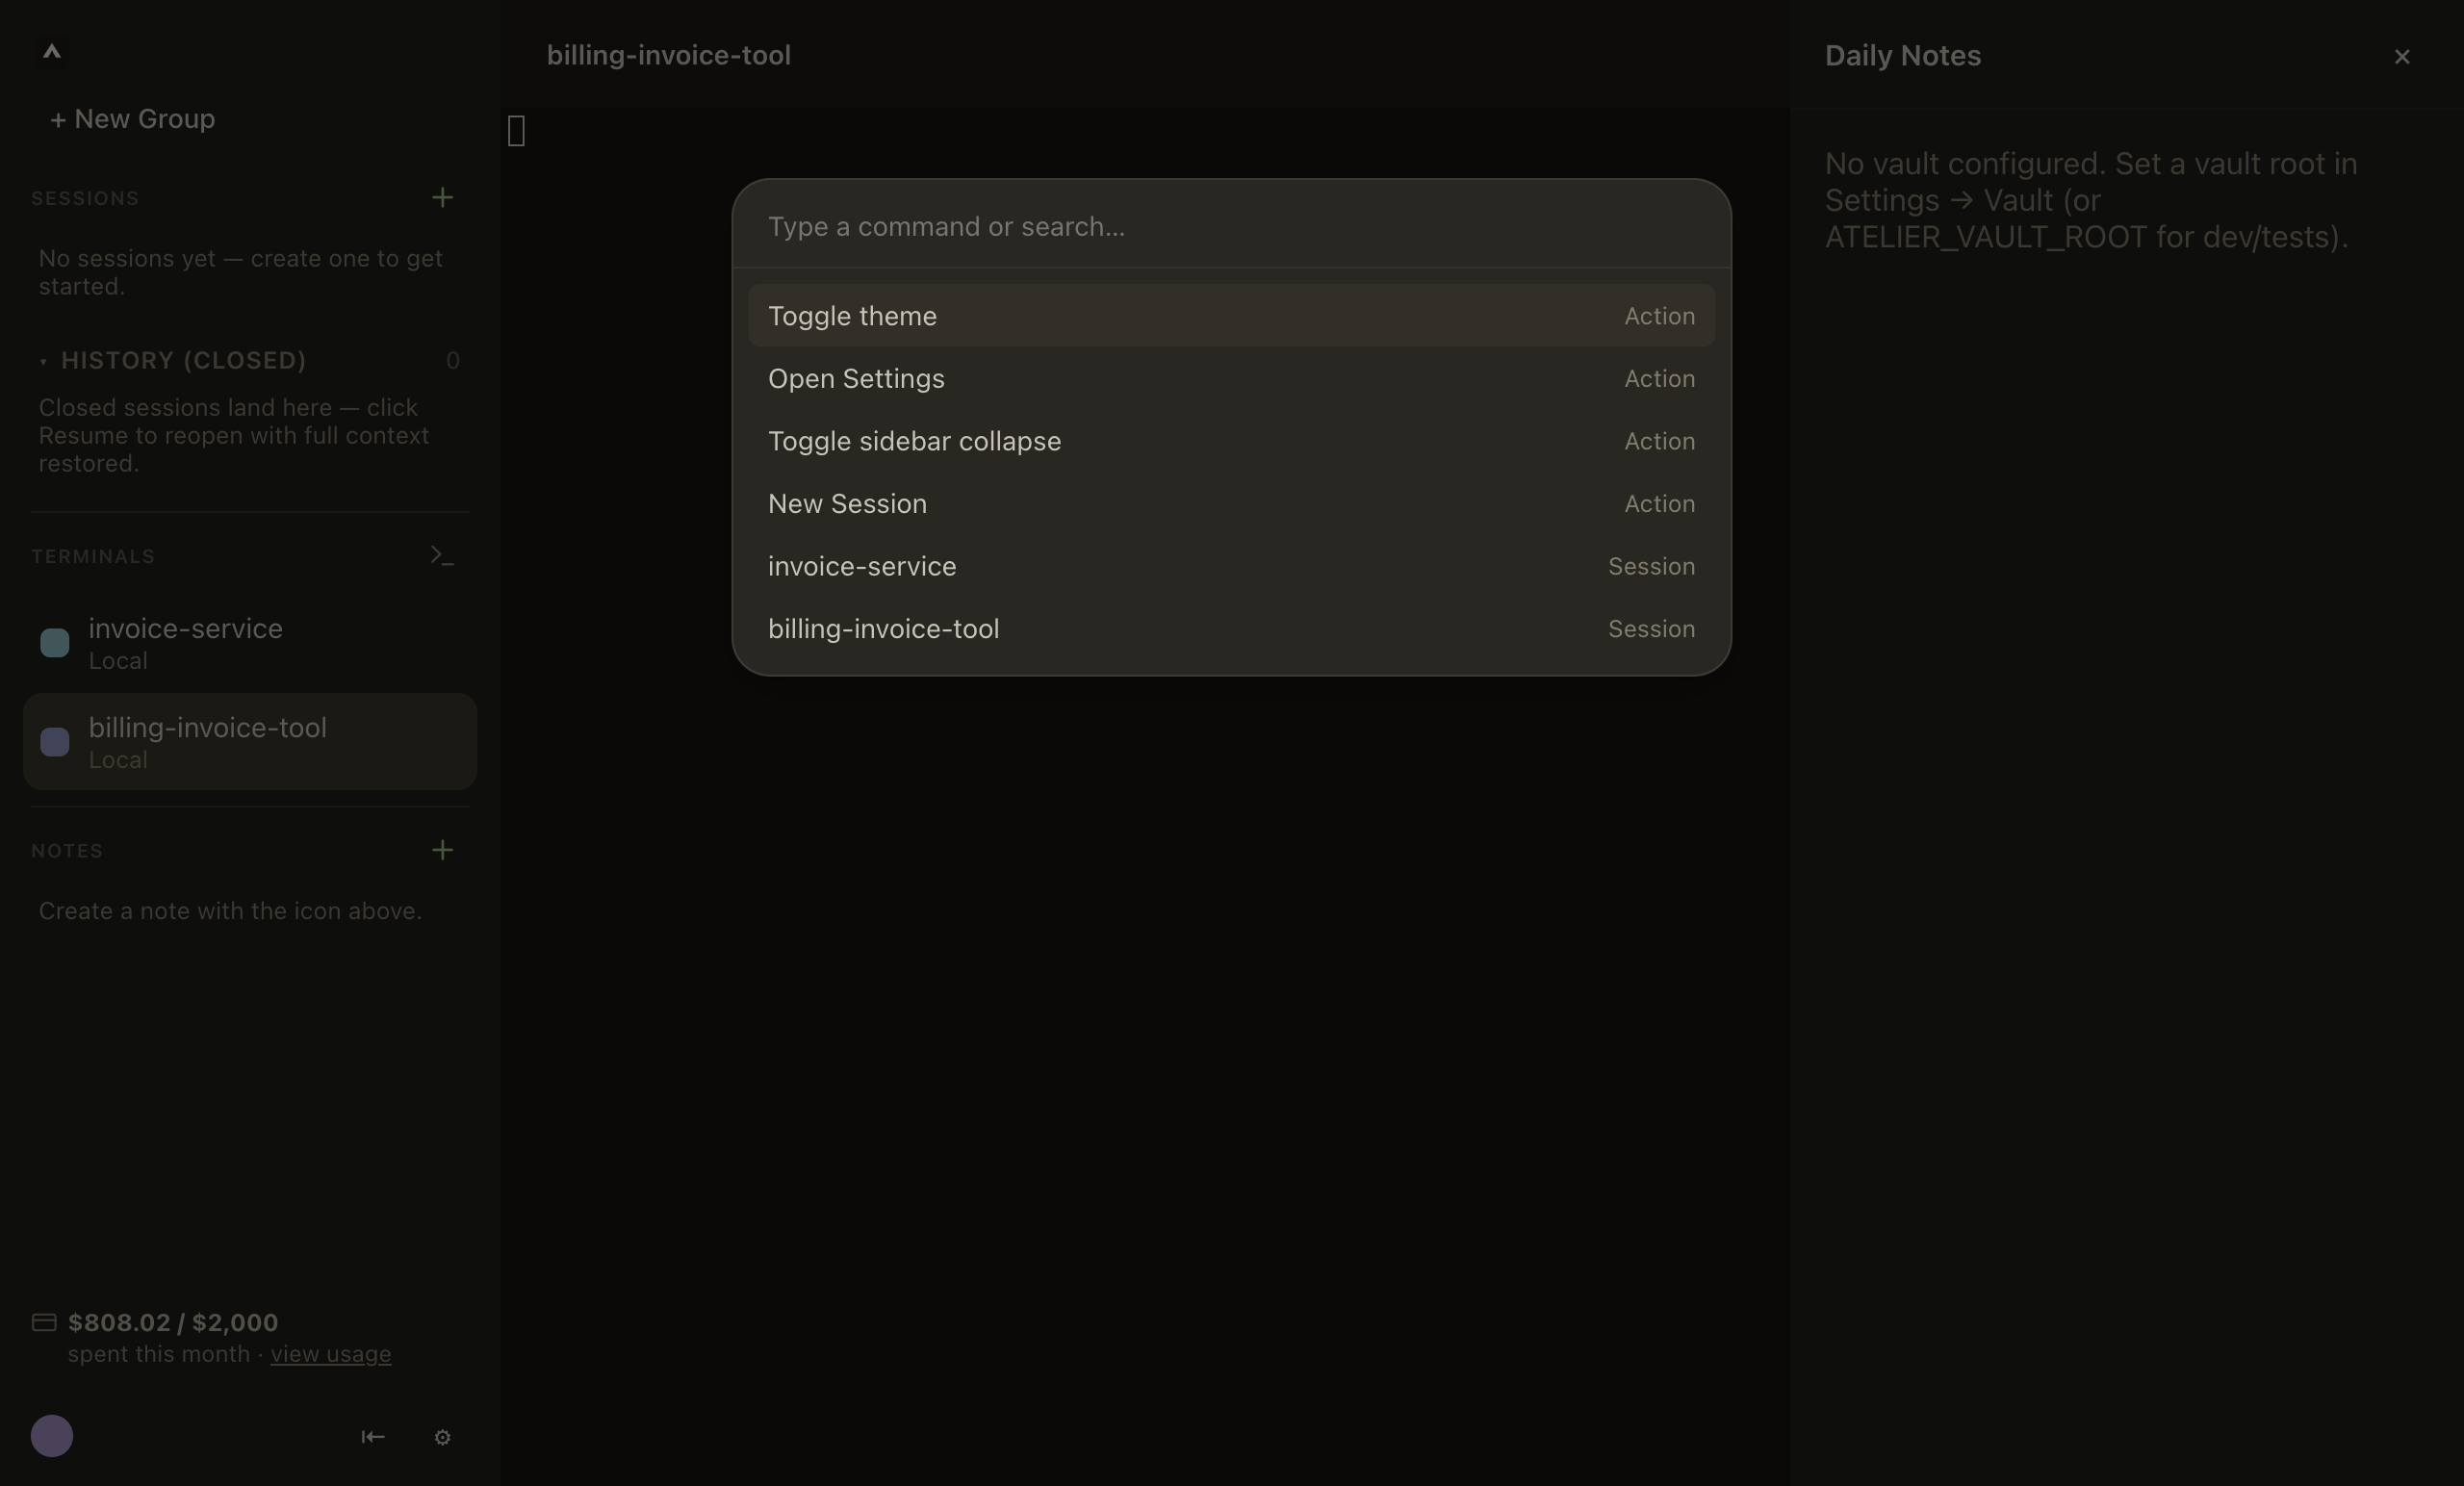 + New Group
SESSIONS
No sessions yet — create one to get
started.
HISTORY (CLOSED) 0
Closed sessions land here — click
Resume to reopen with full context
restored.
TERMINALS
invoice-service
Local
billing-invoice-tool
Local
NOTES
Create a note with the icon above.
$808.02 / $2,000
spent this month · view usage
billing-invoice-tool
Type a command or search...
Toggle theme Action
Open Settings Action
Toggle sidebar collapse Action
New Session Action
invoice-service Session
billing-invoice-tool Session
Daily Notes
No vault configured. Set a vault root in
Settings → Vault (or
ATELIER_VAULT_ROOT for dev/tests).